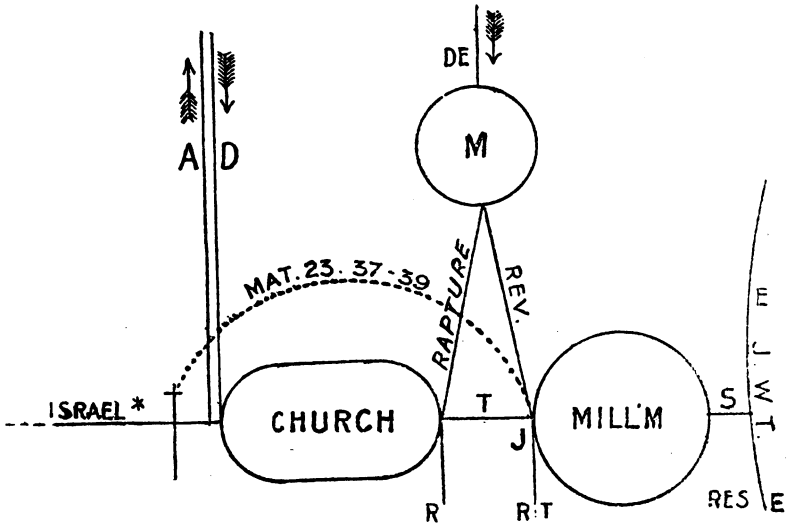 DE
M
A D
MAT. 23. 37-39
RAPTURE
REV.
ISRAEL *
CHURCH
T
J
MILL'M
S
E J. W T.
R
R T
RES E